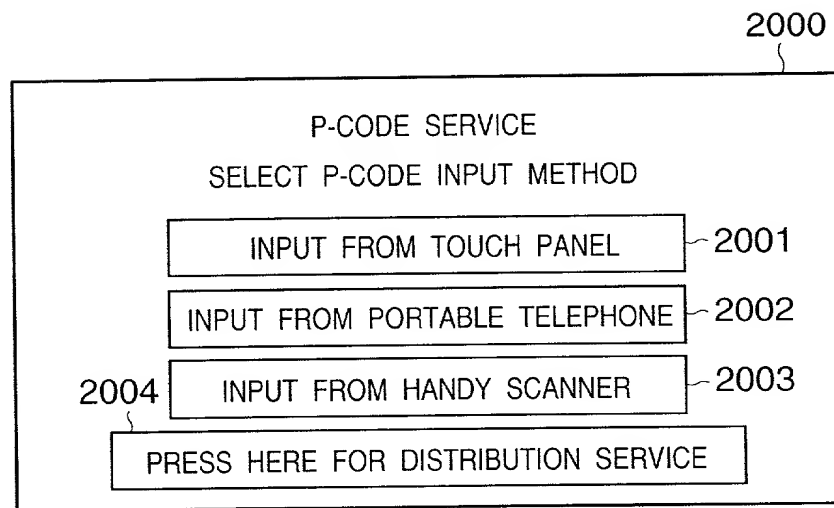 2000
P-CODE SERVICE
SELECT P-CODE INPUT METHOD
INPUT FROM TOUCH PANEL
2001
INPUT FROM PORTABLE TELEPHONE
2002
INPUT FROM HANDY SCANNER
2003
2004
PRESS HERE FOR DISTRIBUTION SERVICE